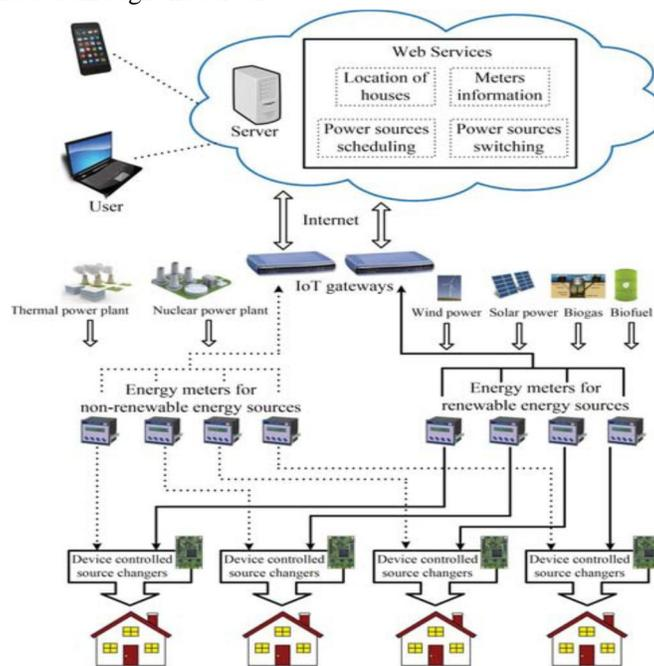 Web Services
Location of
houses
Meters
information
Server
Power sources
scheduling
Power sources
switching
User
Internet
IoT gateways
Thermal power plant
Nuclear power plant
Wind power
Solar power
Biogas
Biofuel
Energy meters for
non-renewable energy sources
Energy meters for
renewable energy sources
Device controlled
source changers
Device controlled
source changers
Device controlled
source changers
Device controlled
source changers